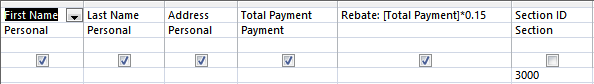 First Name Last Name Address Total Payment Rebate: [Total Payment]*0.15 Section ID
Personal Personal Personal Payment Section
3000